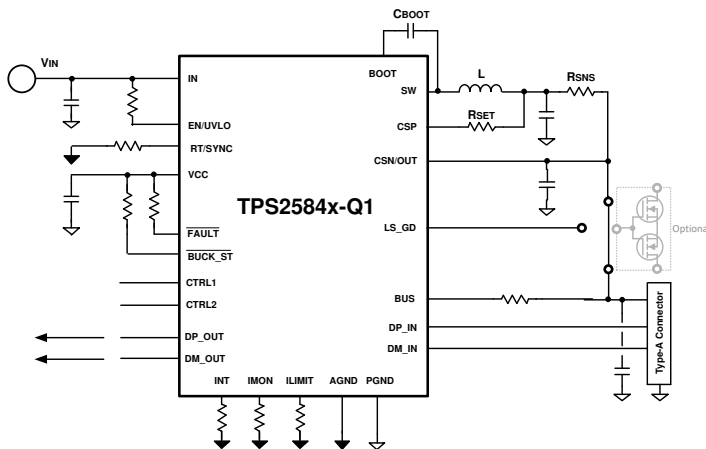 CBOOT
VIN
BOOT
IN
SW
L
RSNS
EN/UVLO
CSP
RSET
RT/SYNC
CSN/OUT
VCC
TPS2584x-Q1
LS_GD
Optional
FAULT
BUCK_ST
CTRL1
CTRL2
BUS
DP_OUT
DP_IN
DM_OUT
DM_IN
Type-A Connector
INT
IMON
ILIMIT
AGND
PGND